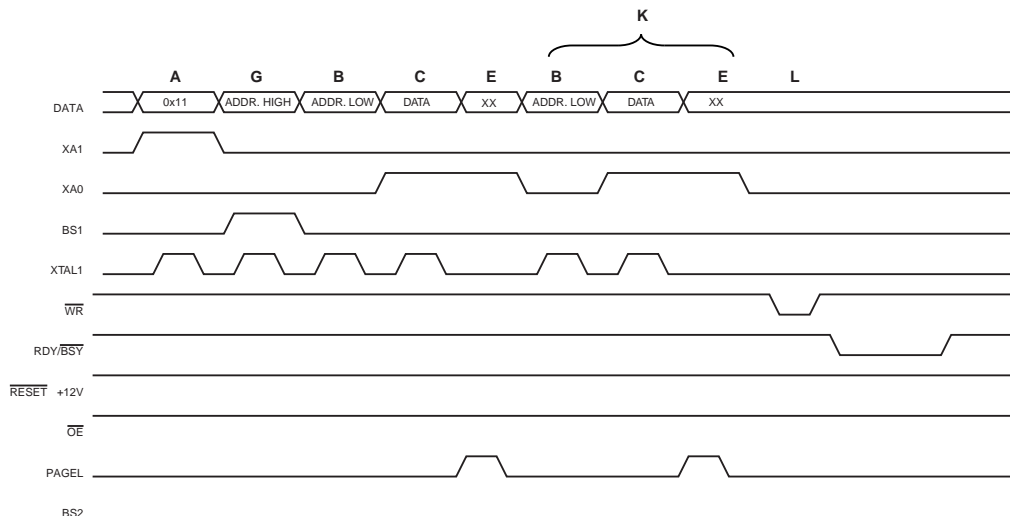 K
A G B C E B C E L
DATA 0x11 ADDR. HIGH ADDR. LOW DATA XX ADDR. LOW DATA XX
XA1
XA0
BS1
XTAL1
WR
RDY/BSY
RESET +12V
OE
PAGEL
BS2